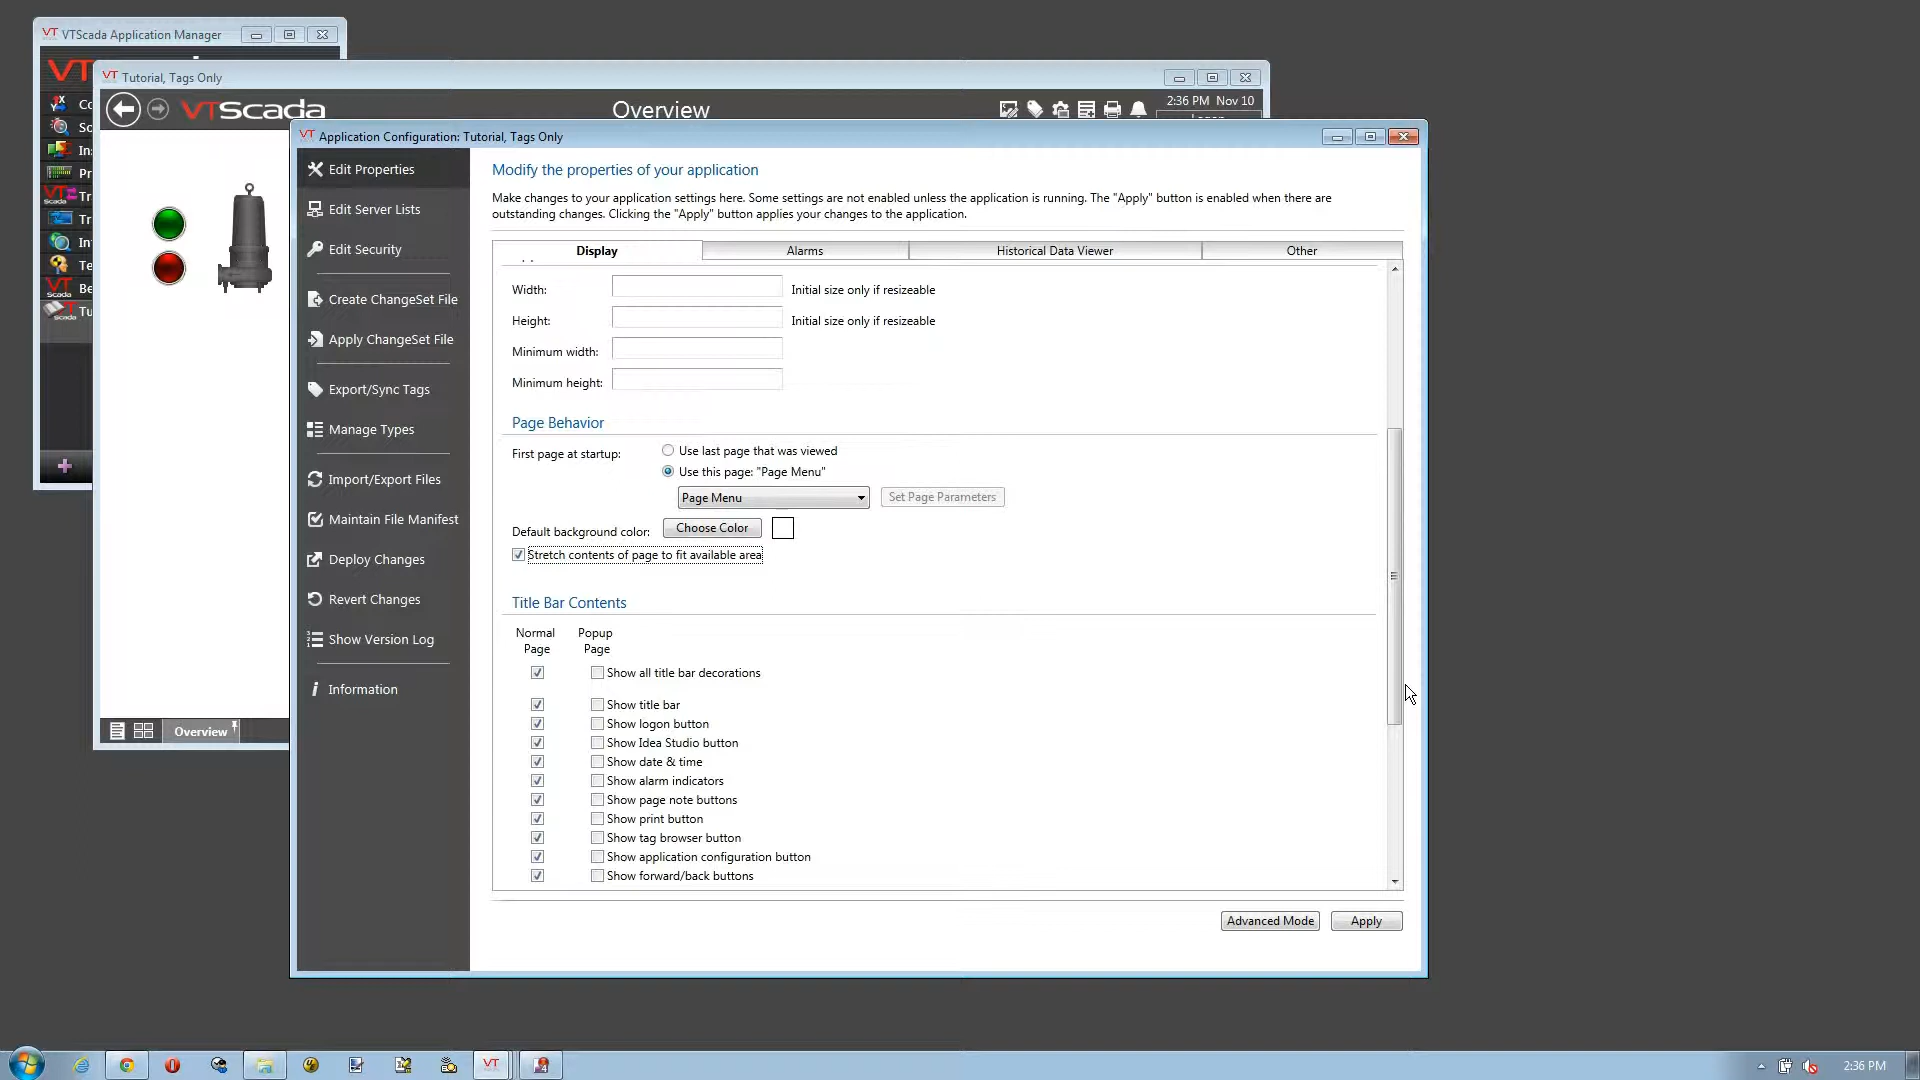 VTScada Application Manager
Tutorial, Tags Only
VTScada
Overview
2:36 PM Nov 10
Application Configuration: Tutorial, Tags Only
Edit Properties
Edit Server Lists
Edit Security
Create ChangeSet File
Apply ChangeSet File
Export/Sync Tags
Manage Types
Import/Export Files
Maintain File Manifest
Deploy Changes
Revert Changes
Show Version Log
Information
Modify the properties of your application
Make changes to your application settings here. Some settings are not enabled unless the application is running. The "Apply" button is enabled when there are
outstanding changes. Clicking the "Apply" button applies your changes to the application.
Display Alarms Historical Data Viewer Other
Width: Initial size only if resizeable
Height: Initial size only if resizeable
Minimum width:
Minimum height:
Page Behavior
First page at startup: Use last page that was viewed
Use this page: "Page Menu"
Page Menu Set Page Parameters
Default background color: Choose Color
Stretch contents of page to fit available area
Title Bar Contents
Normal Page Popup Page
Show all title bar decorations
Show title bar
Show logon button
Show Idea Studio button
Show date & time
Show alarm indicators
Show page note buttons
Show print button
Show tag browser button
Show application configuration button
Show forward/back buttons
Advanced Mode Apply
Overview
2:36 PM